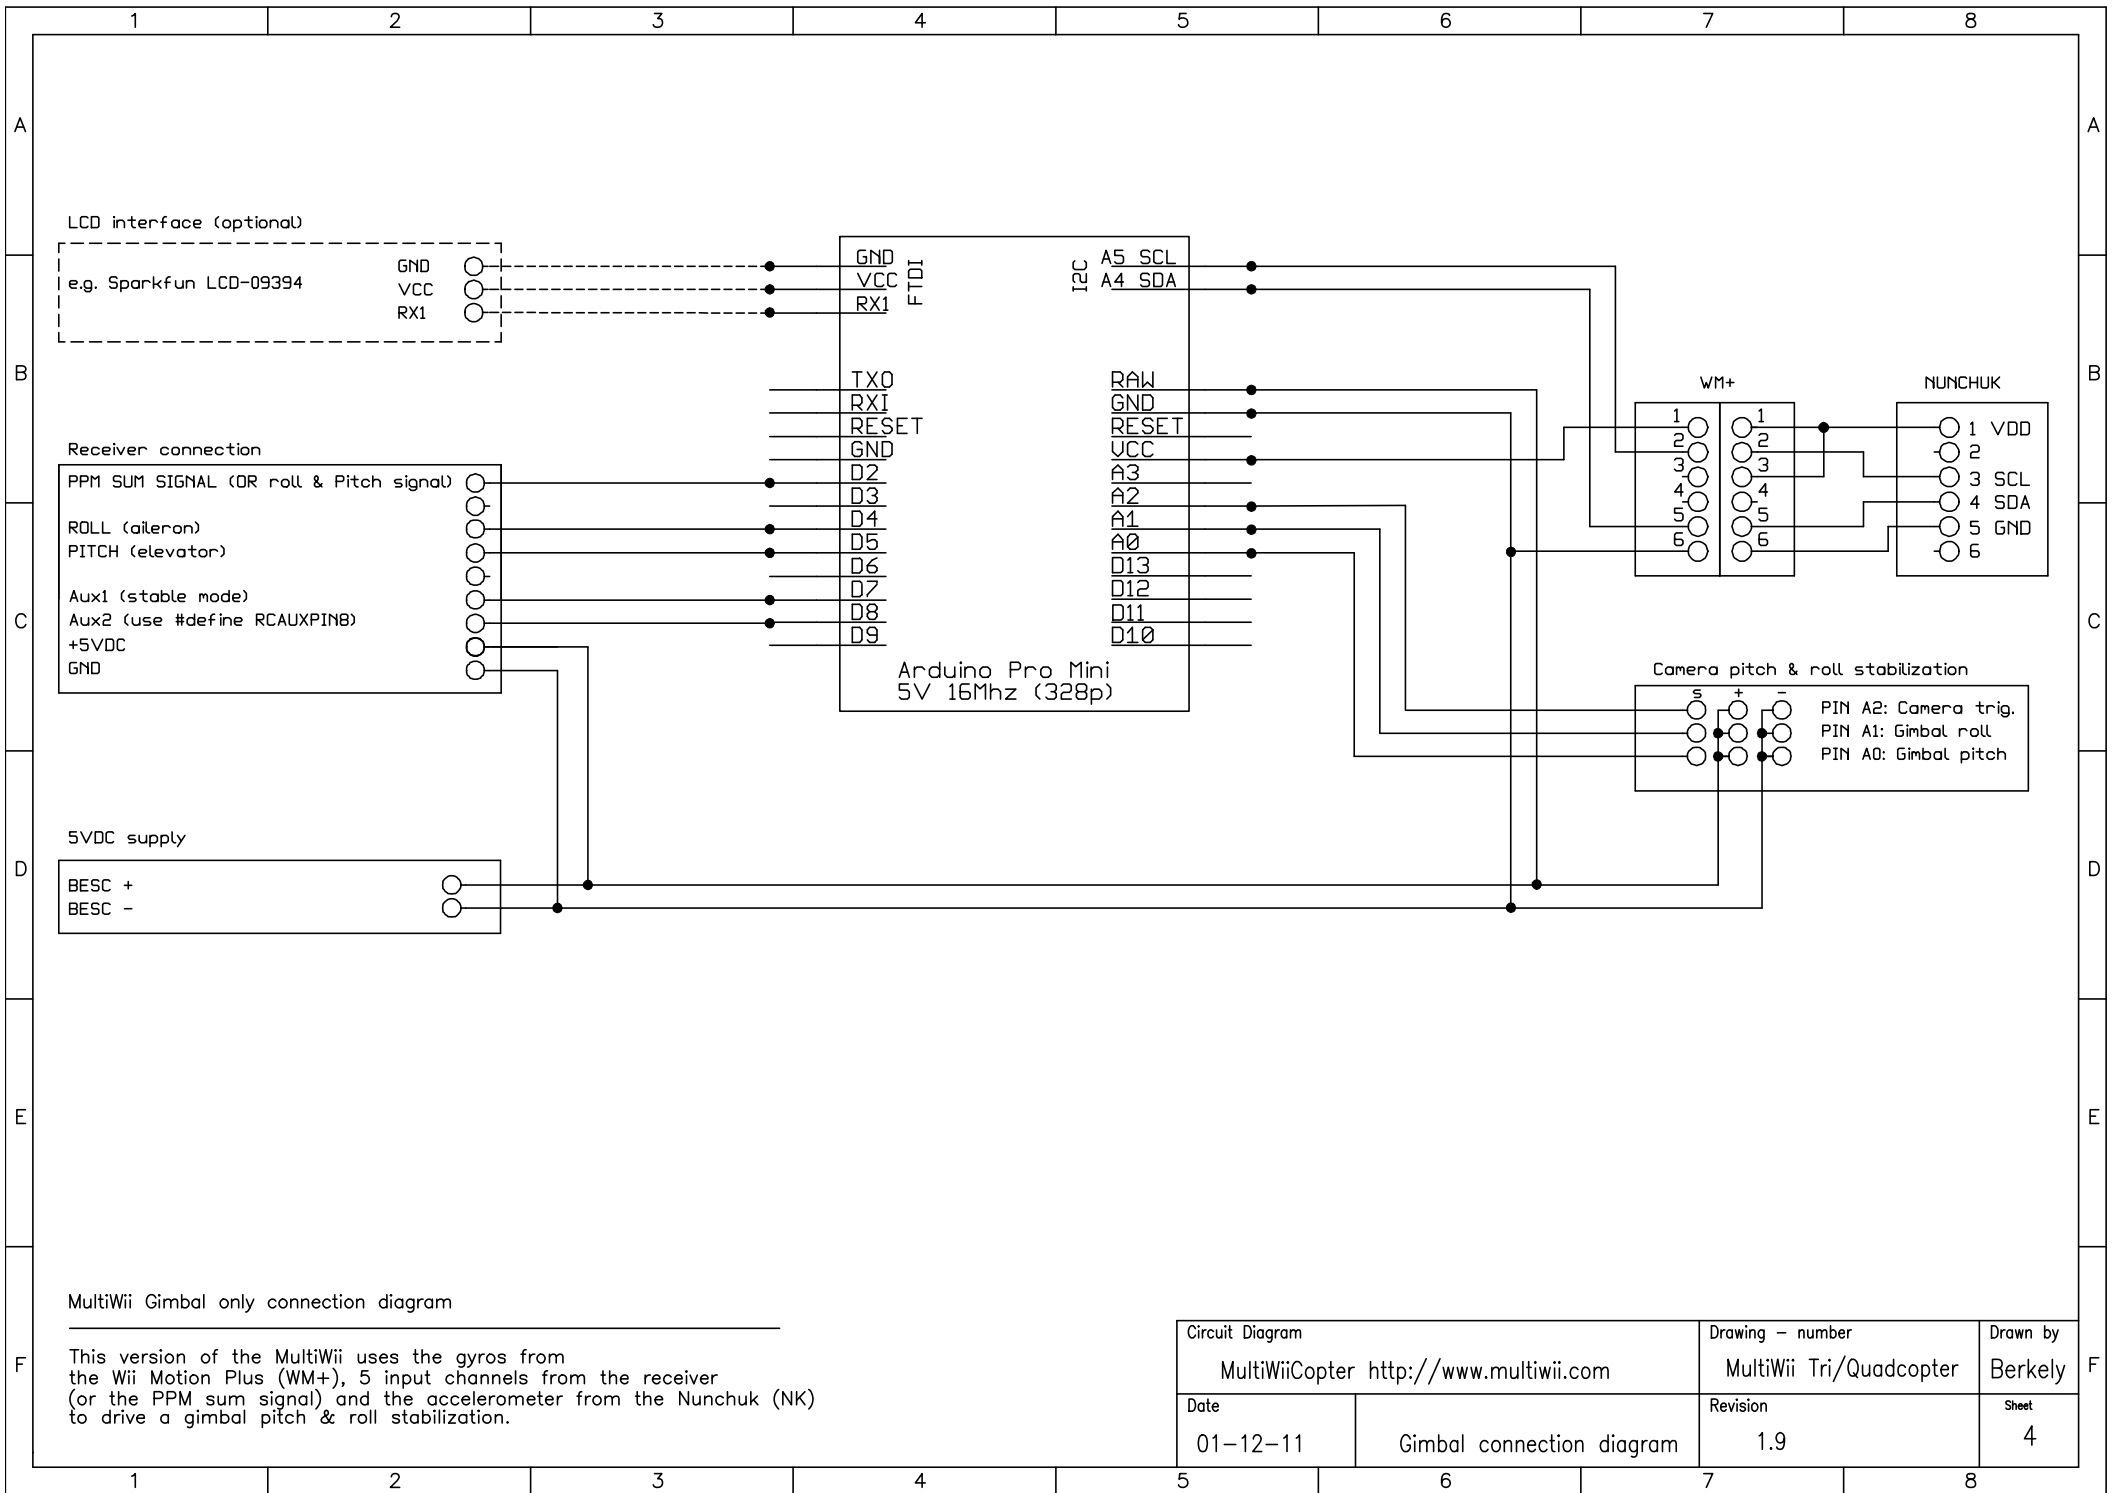 1 2 3 4 5 6 7 8
A A
LCD interface (optional)
e.g. Sparkfun LCD-09394
GND
VCC
RX1
B B
Receiver connection
PPM SUM SIGNAL (OR roll & Pitch signal)
ROLL (aileron)
PITCH (elevator)
Aux1 (stable mode)
Aux2 (use #define RCAUXPIN8)
+5VDC
GND
C C
5VDC supply
BESC +
BESC -
D D
GND
VCC
RX1
FTDI
TXO
RXI
RESET
GND
D2
D3
D4
D5
D6
D7
D8
D9
I2C
A5 SCL
A4 SDA
RAW
GND
RESET
VCC
A3
A2
A1
A0
D13
D12
D11
D10
Arduino Pro Mini
5V 16Mhz (328p)
WM+
1 1
2 2
3 3
4 4
5 5
6 6
NUNCHUK
1 VDD
2
3 SCL
4 SDA
5 GND
6
Camera pitch & roll stabilization
s + -
PIN A2: Camera trig.
PIN A1: Gimbal roll
PIN A0: Gimbal pitch
E E
MultiWii Gimbal only connection diagram
This version of the MultiWii uses the gyros from
the Wii Motion Plus (WM+), 5 input channels from the receiver
(or the PPM sum signal) and the accelerometer from the Nunchuk (NK)
to drive a gimbal pitch & roll stabilization.
F F
Circuit Diagram
MultiWiiCopter http://www.multiwii.com
Drawing - number
MultiWii Tri/Quadcopter
Drawn by
Berkely
Date
01-12-11
Gimbal connection diagram
Revision
1.9
Sheet
4
1 2 3 4 5 6 7 8